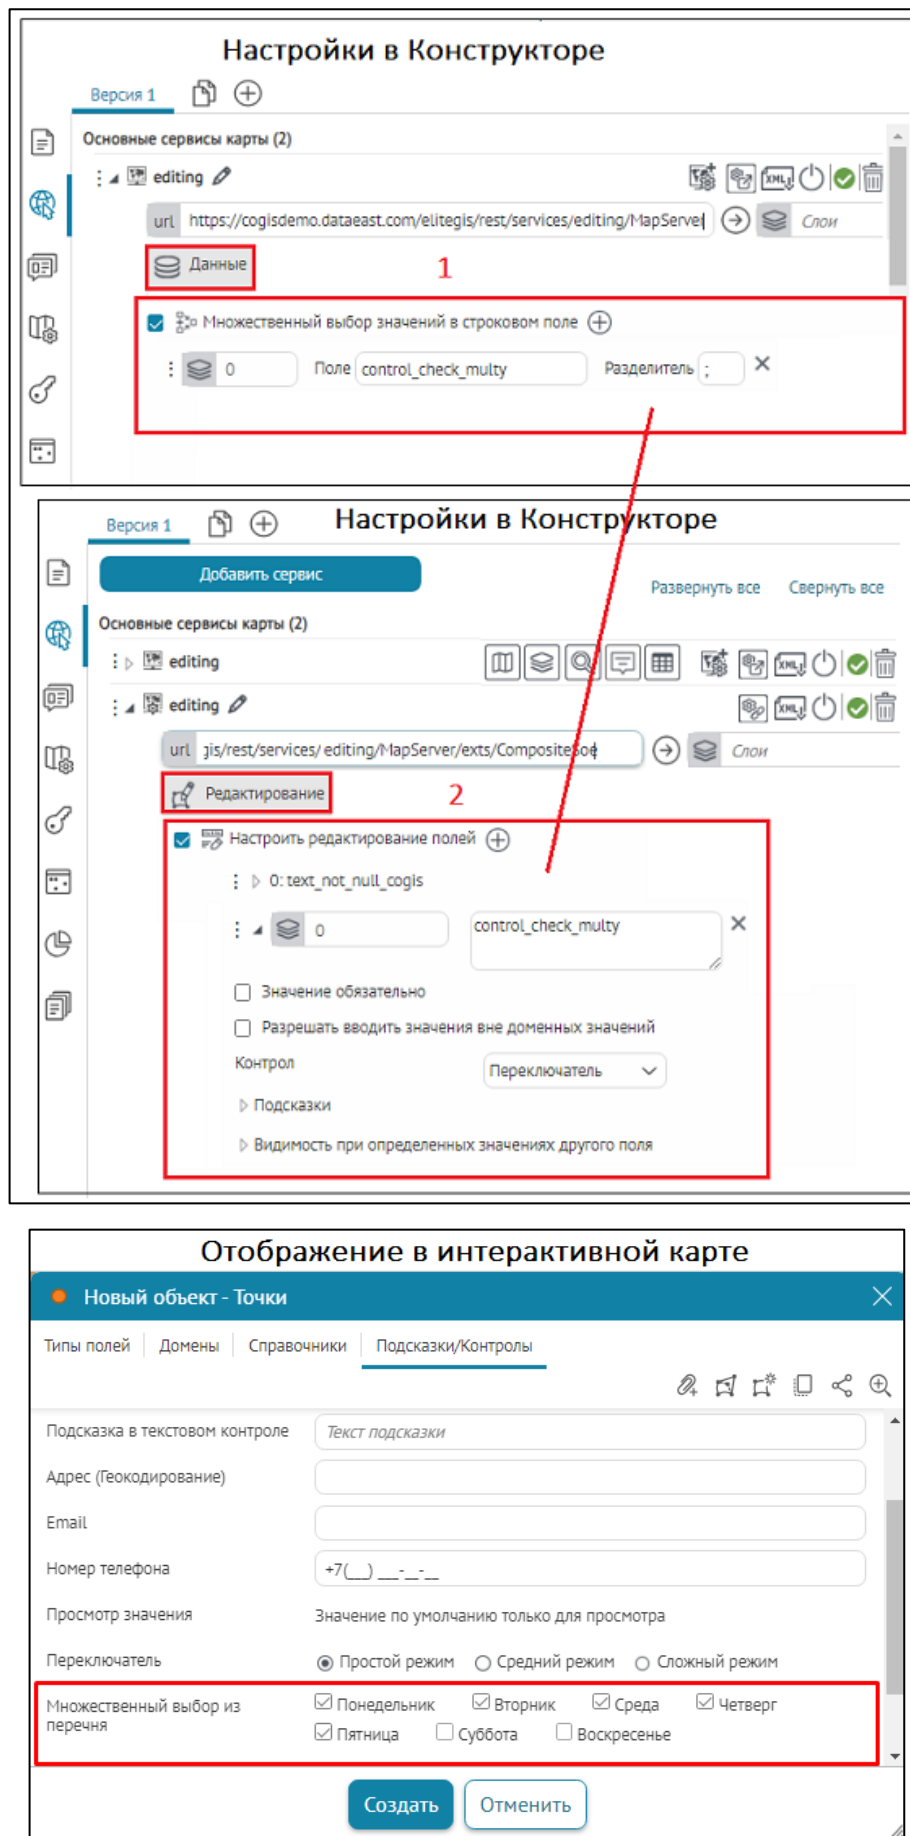 Настройки в Конструкторе
Версия 1
Основные сервисы карты (2)
editing
XML
url https://cogisdemo.dataeast.com/elitegis/rest/services/editing/MapServer Слои
Данные 1
Множественный выбор значений в строковом поле
0 Поле control_check_multy Разделитель ;
Версия 1 Настройки в Конструкторе
Добавить сервис Развернуть все Свернуть все
Основные сервисы карты (2)
editing XML
editing XML
url gis/rest/services/editing/MapServer/exts/CompositeSoe Слои
Редактирование 2
Настроить редактирование полей
0: text_not_null_cogis
0 control_check_multy
Значение обязательно
Разрешать вводить значения вне доменных значений
Контрол Переключатель
Подсказки
Видимость при определенных значениях другого поля
Отображение в интерактивной карте
Новый объект - Точки
Типы полей Домены Справочники Подсказки/Контролы
Подсказка в текстовом контроле Текст подсказки
Адрес (Геокодирование)
Email
Номер телефона +7(__) ___-__-__
Просмотр значения Значение по умолчанию только для просмотра
Переключатель Простой режим Средний режим Сложный режим
Множественный выбор из перечня Понедельник Вторник Среда Четверг
Пятница Суббота Воскресенье
Создать Отменить